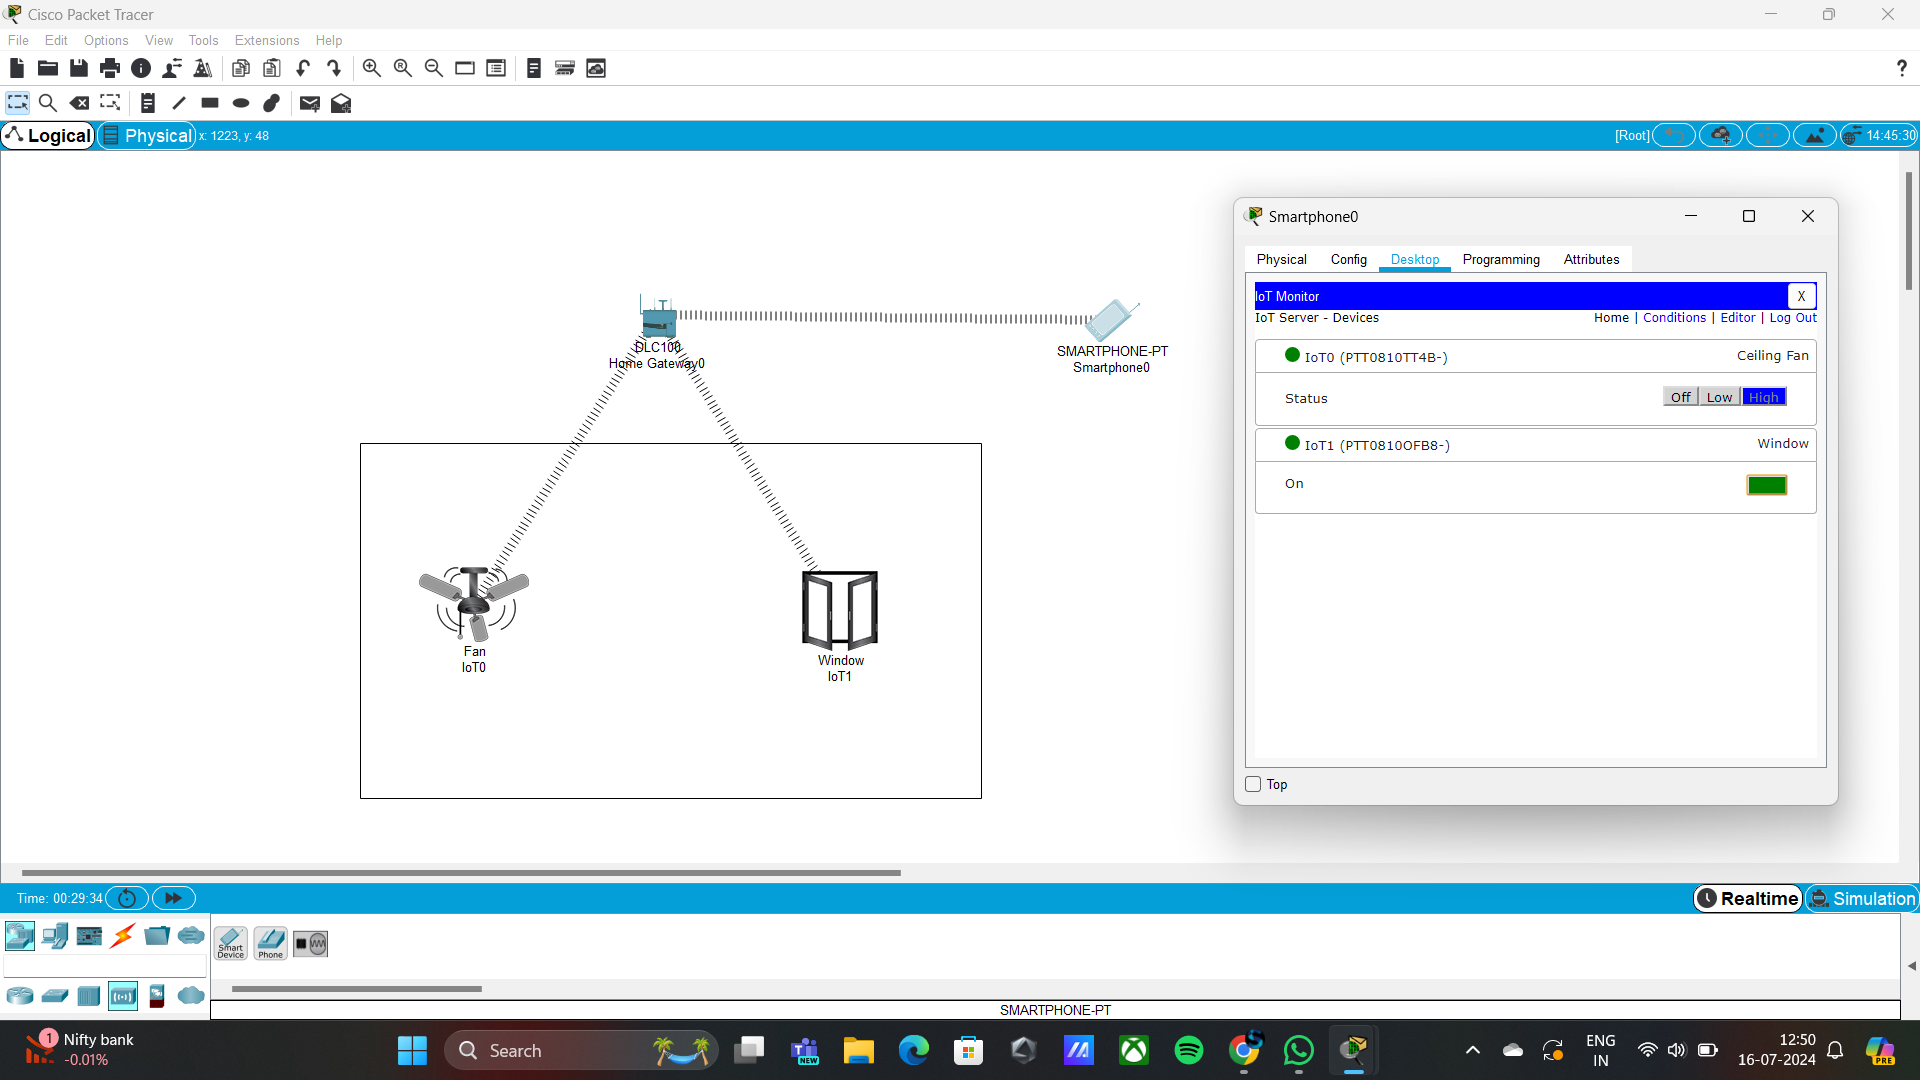 Cisco Packet Tracer
File Edit Options View Tools Extensions Help
?
Logical Physical x: 1223, y: 48 [Root] 14:45:30
Smartphone0
Physical Config Desktop Programming Attributes
IoT Monitor X
IoT Server - Devices Home | Conditions | Editor | Log Out
IoT0 (PTT0810TT4B-) Ceiling Fan
Status Off Low High
IoT1 (PTT0810OFB8-) Window
On
Top
DLC100
Home Gateway0
SMARTPHONE-PT
Smartphone0
Fan
IoT0
Window
IoT1
Time: 00:29:34 Realtime Simulation
Smart
Device
Phone
SMARTPHONE-PT
1
Nifty bank
-0.01%
Search
NEW
ENG
IN
12:50
16-07-2024
PRE